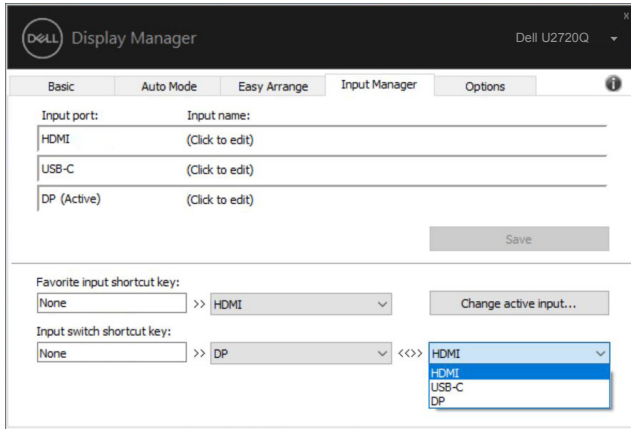 x
DELL Display Manager Dell U2720Q
Basic Auto Mode Easy Arrange Input Manager Options i
Input port: Input name:
HDMI (Click to edit)
USB-C (Click to edit)
DP (Active) (Click to edit)
Save
Favorite input shortcut key:
None >> HDMI Change active input...
Input switch shortcut key:
None >> DP <<>> HDMI
HDMI
USB-C
DP